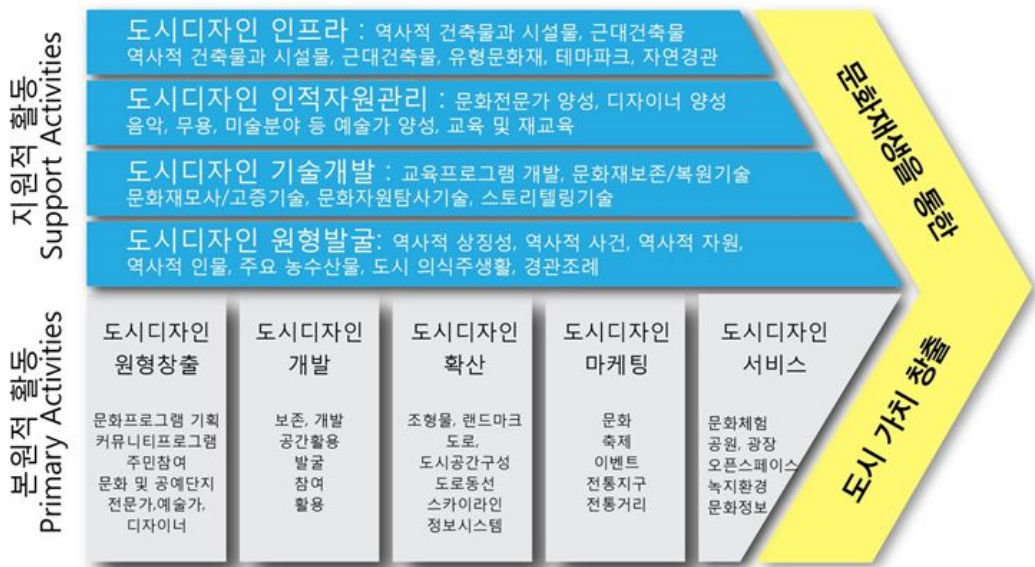 지원적 활동
Support Activities
도시디자인 인프라 : 역사적 건축물과 시설물, 근대건축물
역사적 건축물과 시설물, 근대건축물, 유형문화재, 테마파크, 자연경관
도시디자인 인적자원관리 : 문화전문가 양성, 디자이너 양성
음악, 무용, 미술분야 등 예술가 양성, 교육 및 재교육
도시디자인 기술개발 : 교육프로그램 개발, 문화재보존/복원기술
문화재모사/고증기술, 문화자원탐사기술, 스토리텔링기술
도시디자인 원형발굴: 역사적 상징성, 역사적 사건, 역사적 자원,
역사적 인물, 주요 농수산물, 도시 의식주생활, 경관조례
본원적 활동
Primary Activities
도시디자인
원형창출
문화프로그램 기획
커뮤니티프로그램
주민참여
문화 및 공예단지
전문가,예술가,
디자이너
도시디자인
개발
보존, 개발
공간활용
발굴
참여
활용
도시디자인
확산
조형물, 랜드마크
도로,
도시공간구성
도로동선
스카이라인
정보시스템
도시디자인
마케팅
문화
축제
이벤트
전통지구
전통거리
도시디자인
서비스
문화체험
공원, 광장
오픈스페이스
녹지환경
문화정보
문화재생을 통한
도시 가치 창출